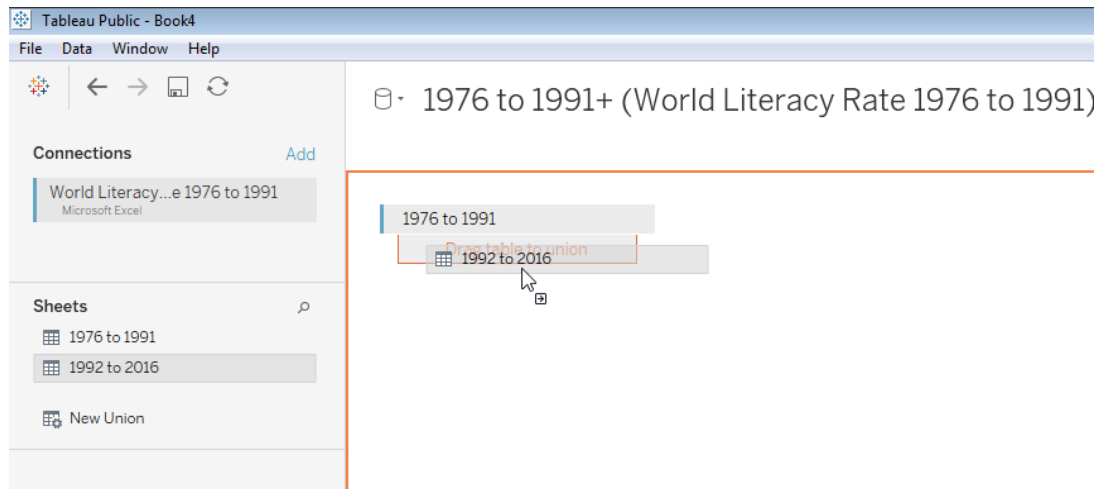 Tableau Public - Book4
File Data Window Help
1976 to 1991+ (World Literacy Rate 1976 to 1991)
Connections Add
World Literacy...e 1976 to 1991
Microsoft Excel
1976 to 1991
Drag table to union
1992 to 2016
Sheets
1976 to 1991
1992 to 2016
New Union